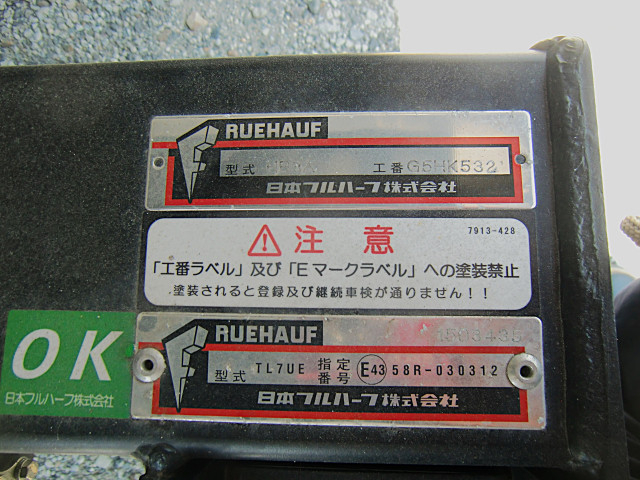 RUEHAUF
型式
工番 G5HK532
日本フルハーフ株式会社
注意
7913-428
「工番ラベル」及び「Eマークラベル」への塗装禁止
塗装されると登録及び継続車検が通りません!!
RUEHAUF
型式 TL7UE 指定番号 E43 58R-030312
日本フルハーフ株式会社
OK
日本フルハーフ株式会社